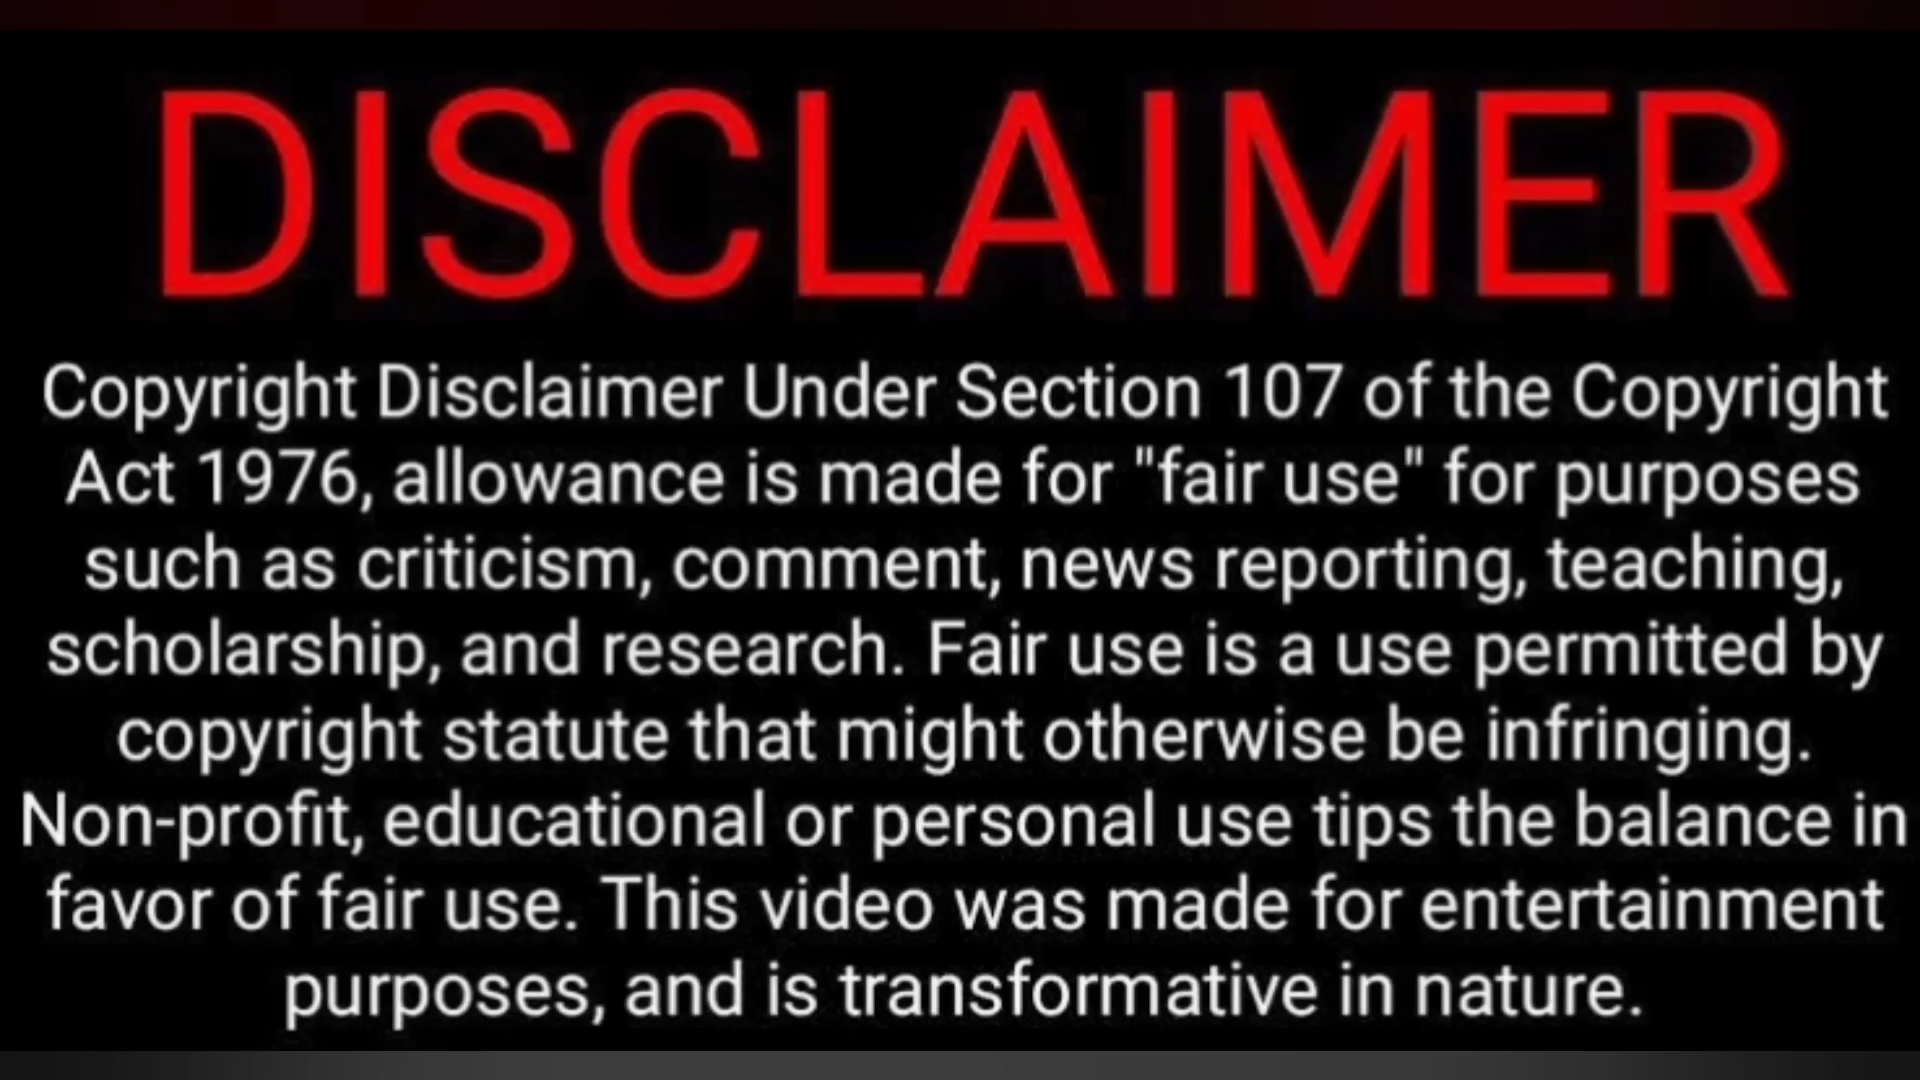 DISCLAIMER
Copyright Disclaimer Under Section 107 of the Copyright
Act 1976, allowance is made for "fair use" for purposes
such as criticism, comment, news reporting, teaching,
scholarship, and research. Fair use is a use permitted by
copyright statute that might otherwise be infringing.
Non-profit, educational or personal use tips the balance in
favor of fair use. This video was made for entertainment
purposes, and is transformative in nature.